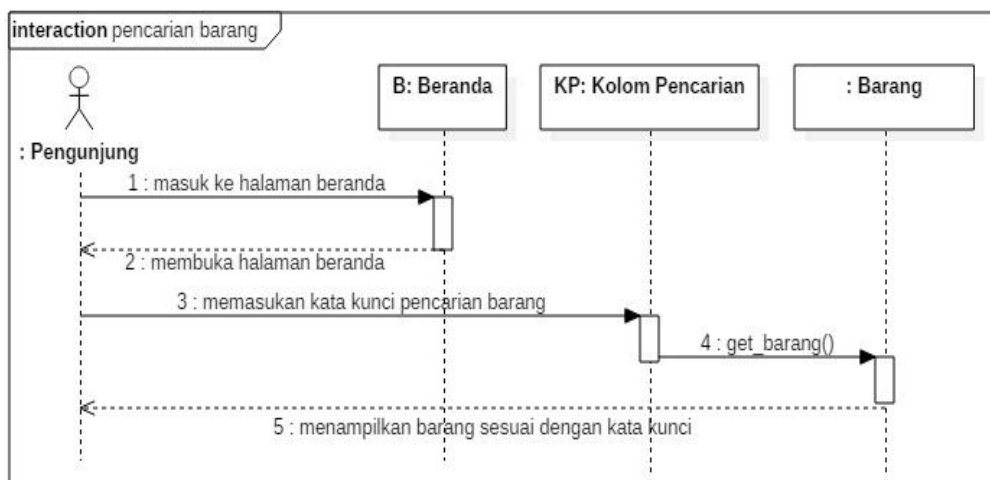 interaction pencarian barang
B: Beranda
KP: Kolom Pencarian
: Barang
: Pengunjung
1 : masuk ke halaman beranda
2 : membuka halaman beranda
3 : memasukan kata kunci pencarian barang
4 : get_barang()
5 : menampilkan barang sesuai dengan kata kunci